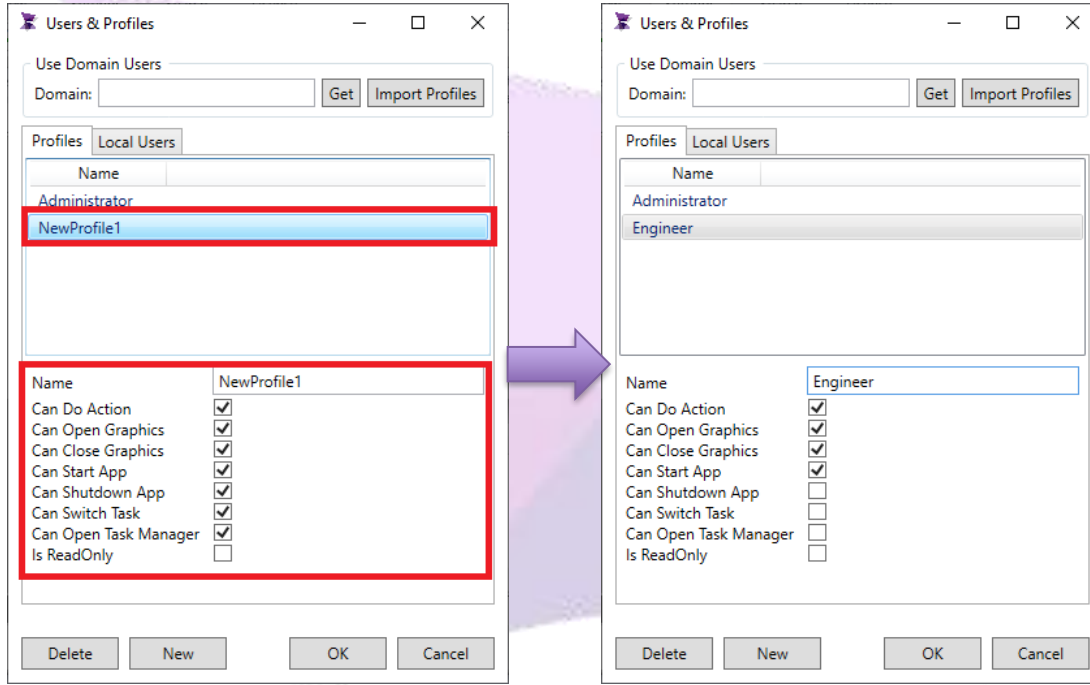 Users & Profiles
Use Domain Users
Domain: Get Import Profiles
Profiles Local Users
Name
Administrator
NewProfile1
Name NewProfile1
Can Do Action
Can Open Graphics
Can Close Graphics
Can Start App
Can Shutdown App
Can Switch Task
Can Open Task Manager
Is ReadOnly
Delete New OK Cancel
Users & Profiles
Use Domain Users
Domain: Get Import Profiles
Profiles Local Users
Name
Administrator
Engineer
Name Engineer
Can Do Action
Can Open Graphics
Can Close Graphics
Can Start App
Can Shutdown App
Can Switch Task
Can Open Task Manager
Is ReadOnly
Delete New OK Cancel